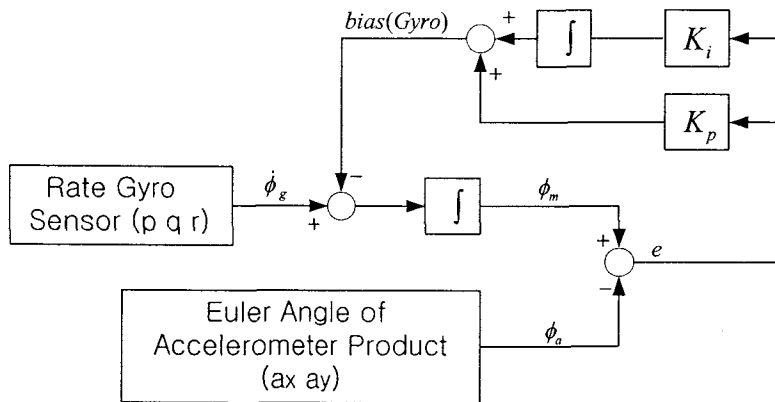 bias(Gyro)
+
∫
K_i
+
K_p
Rate Gyro
Sensor (p q r)
φ̇_g
−
+
∫
φ_m
+
e
−
Euler Angle of
Accelerometer Product
(ax ay)
φ_a